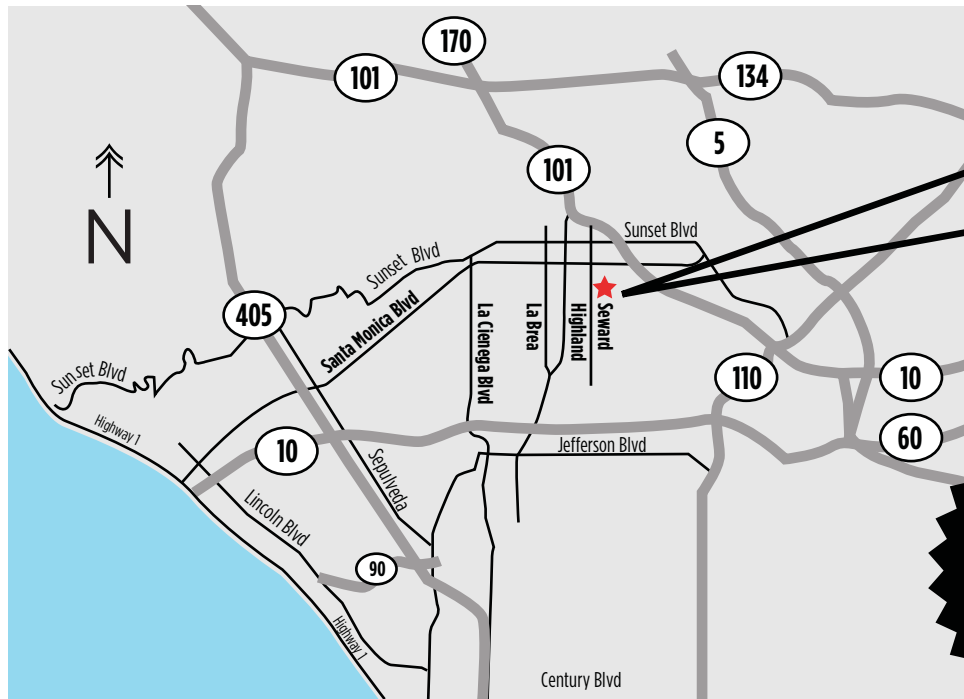 170
101
134
5
101
N
Sunset Blvd
Sunset Blvd
405
Santa Monica Blvd
La Cienega Blvd
La Brea
Highland
Seward
Sunset Blvd
110
10
Highway 1
10
60
Jefferson Blvd
Sepulveda
Lincoln Blvd
90
Highway 1
Century Blvd